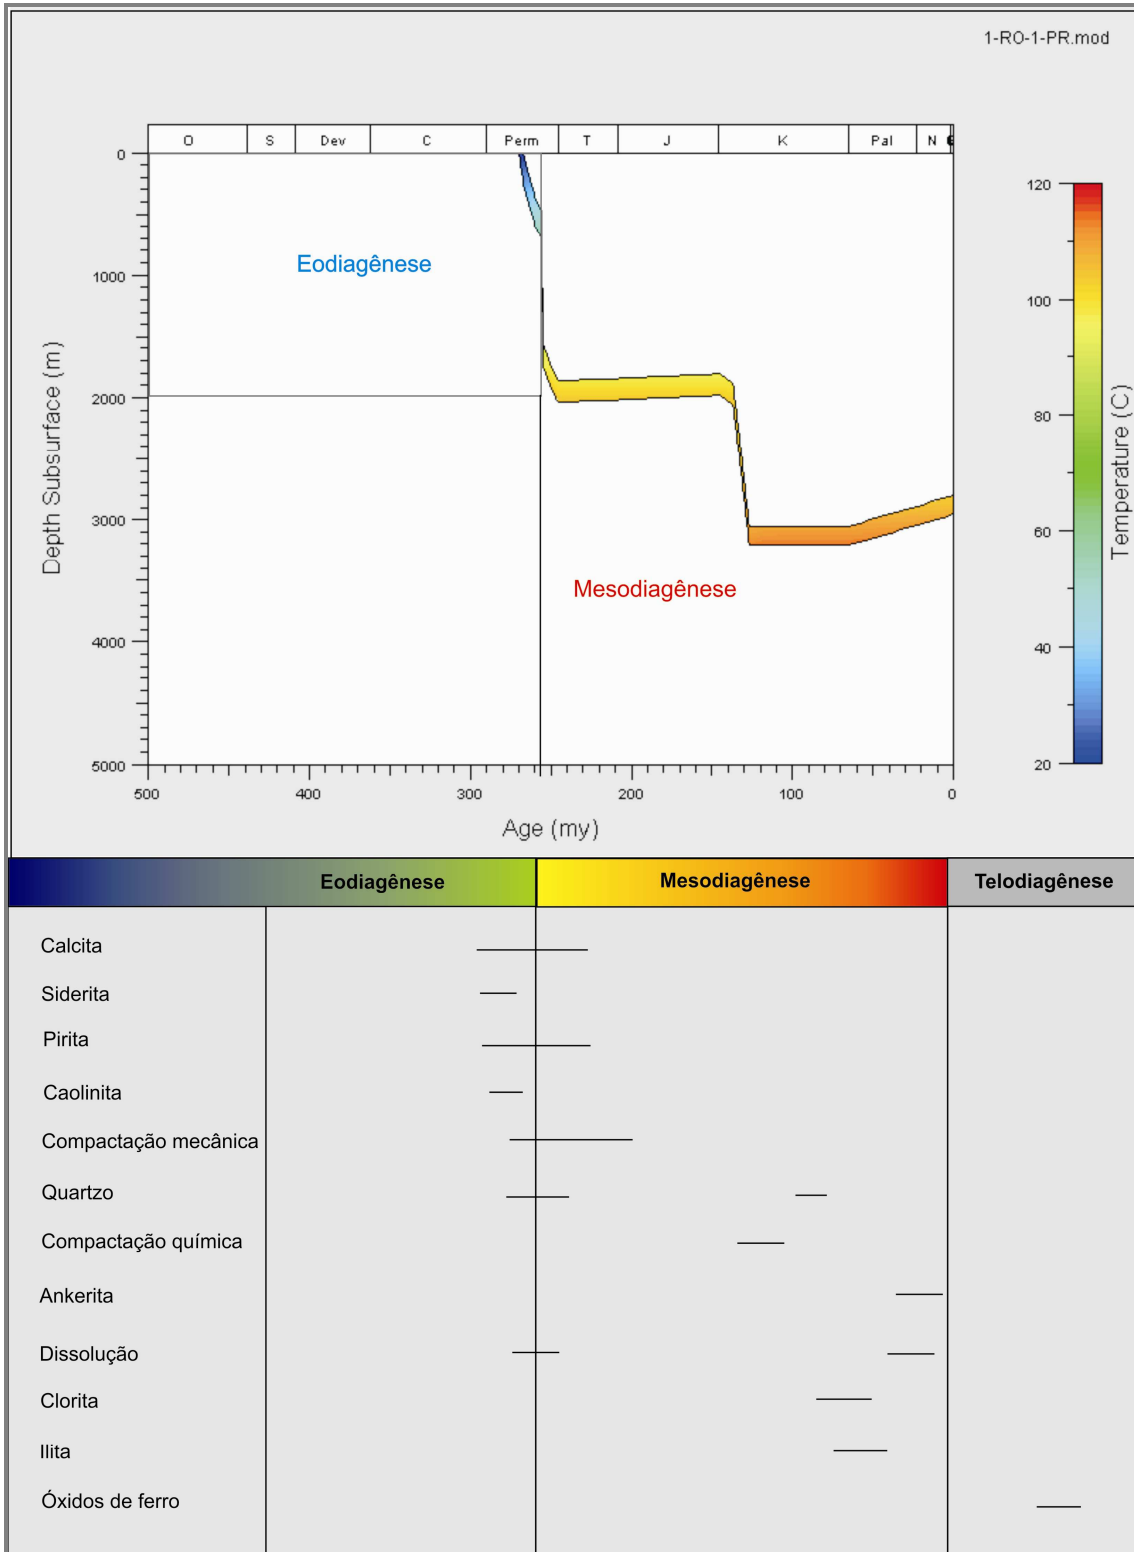 1-RO-1-PR.mod
O S Dev C Perm T J K Pal N
0
1000
2000
3000
4000
5000
Depth Subsurface (m)
500 400 300 200 100 0
Age (my)
Eodiagênese
Mesodiagênese
120
100
80
60
40
20
Temperature (C)
Eodiagênese Mesodiagênese Telodiagênese
Calcita
Siderita
Pirita
Caolinita
Compactação mecânica
Quartzo
Compactação química
Ankerita
Dissolução
Clorita
Ilita
Óxidos de ferro